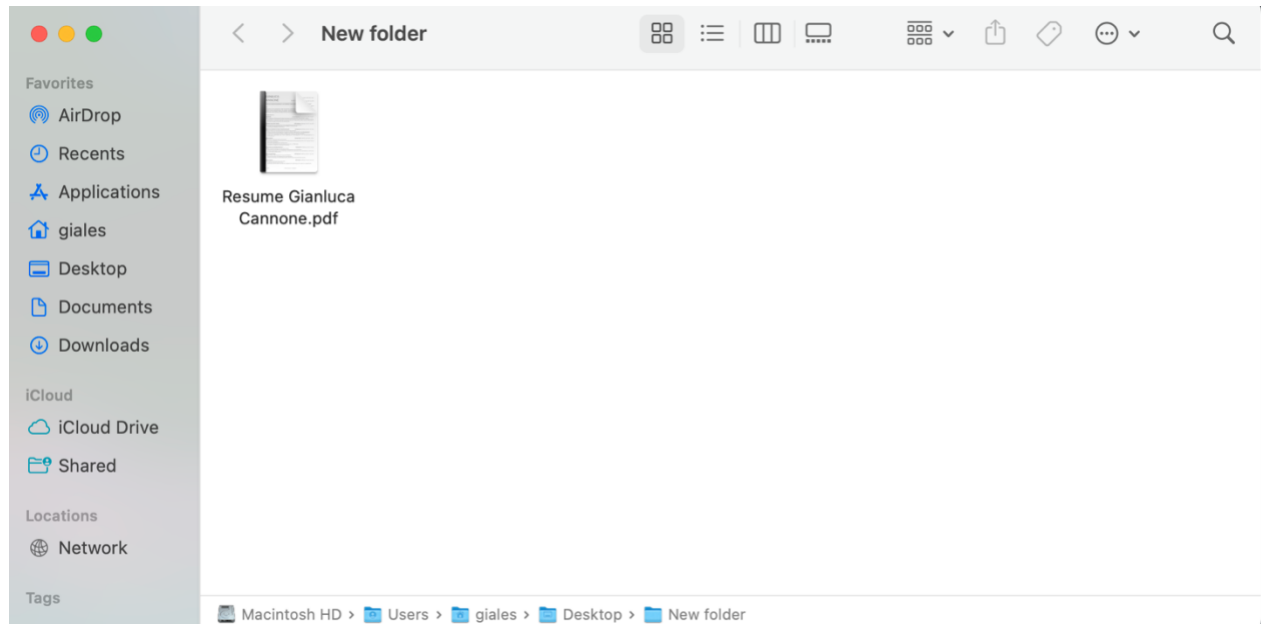 New folder
Favorites
AirDrop
Recents
Applications
giales
Desktop
Documents
Downloads
iCloud
iCloud Drive
Shared
Locations
Network
Tags
Resume Gianluca
Cannone.pdf
Macintosh HD › Users › giales › Desktop › New folder